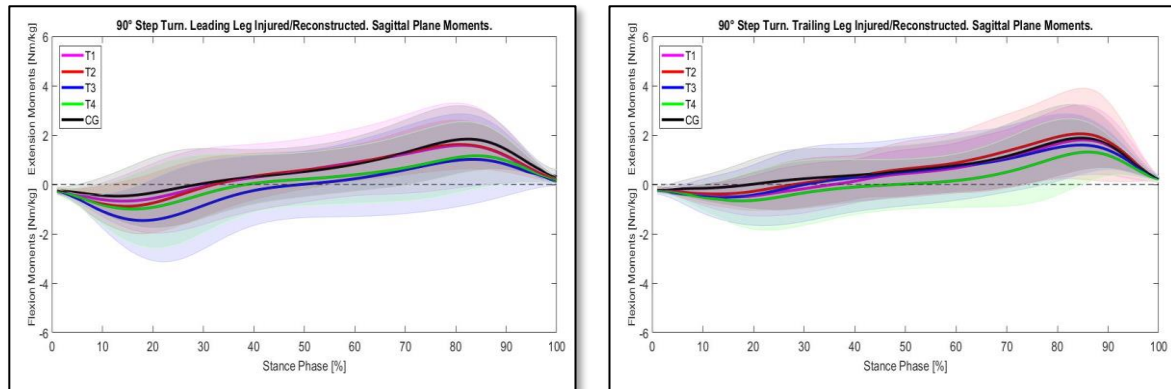 90° Step Turn. Leading Leg Injured/Reconstructed. Sagittal Plane Moments.
Flexion Moments [Nm/kg] Extension Moments [Nm/kg]
6
4
2
0
-2
-4
-6
T1
T2
T3
T4
CG
0 10 20 30 40 50 60 70 80 90 100
Stance Phase [%]
90° Step Turn. Trailing Leg Injured/Reconstructed. Sagittal Plane Moments.
Flexion Moments [Nm/kg] Extension Moments [Nm/kg]
6
4
2
0
-2
-4
-6
T1
T2
T3
T4
CG
0 10 20 30 40 50 60 70 80 90 100
Stance Phase [%]